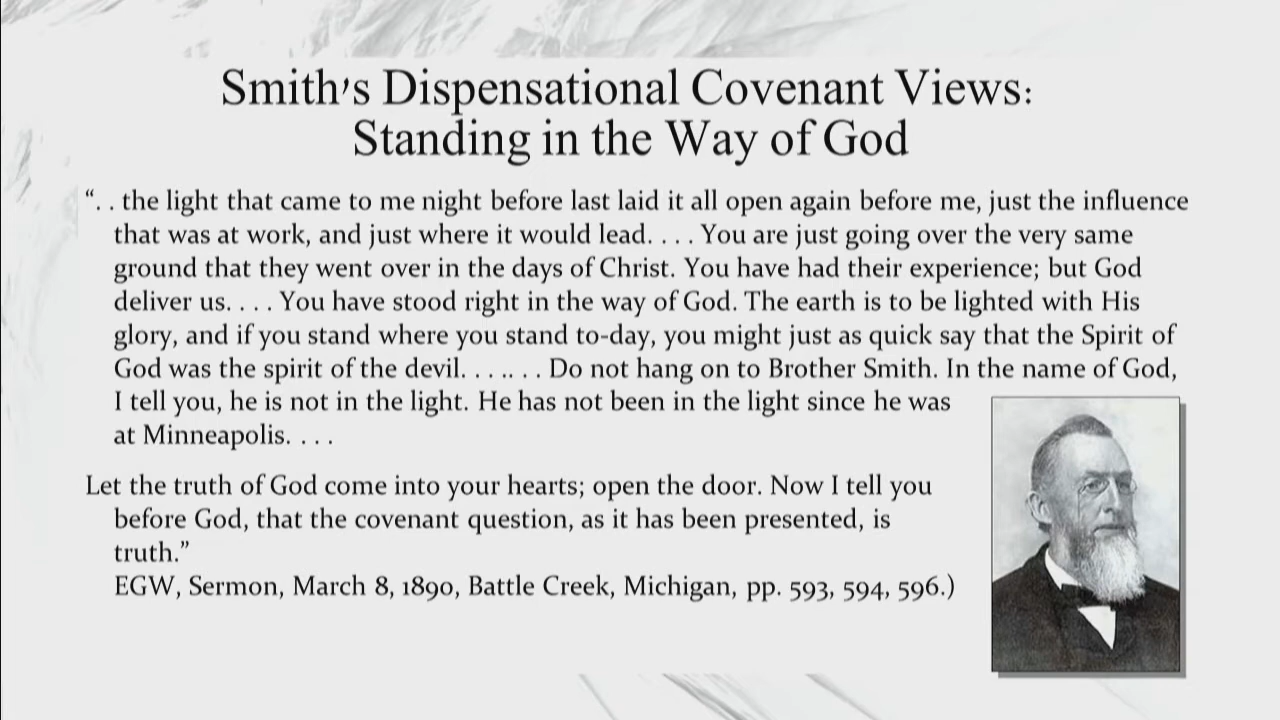 Smith's Dispensational Covenant Views:
Standing in the Way of God
“. . the light that came to me night before last laid it all open again before me, just the influence
that was at work, and just where it would lead. . . . You are just going over the very same
ground that they went over in the days of Christ. You have had their experience; but God
deliver us. . . . You have stood right in the way of God. The earth is to be lighted with His
glory, and if you stand where you stand to-day, you might just as quick say that the Spirit of
God was the spirit of the devil. . . .. .. . . Do not hang on to Brother Smith. In the name of God,
I tell you, he is not in the light. He has not been in the light since he was
at Minneapolis. . . .
Let the truth of God come into your hearts; open the door. Now I tell you
before God, that the covenant question, as it has been presented, is
truth.”
EGW, Sermon, March 8, 1890, Battle Creek, Michigan, pp. 593, 594, 596.)